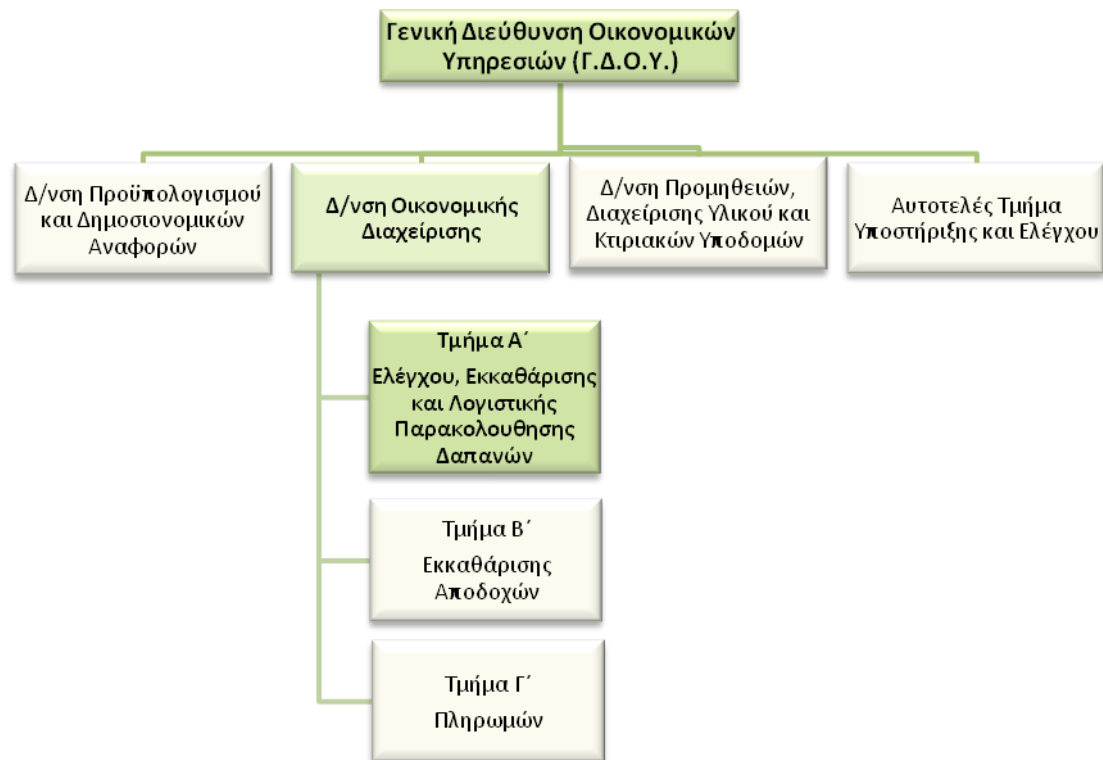 Γενική Διεύθυνση Οικονομικών
Υπηρεσιών (Γ.Δ.Ο.Υ.)
Δ/νση Προϋπολογισμού
και Δημοσιονομικών
Αναφορών
Δ/νση Οικονομικής
Διαχείρισης
Δ/νση Προμηθειών,
Διαχείρισης Υλικού και
Κτιριακών Υποδομών
Αυτοτελές Τμήμα
Υποστήριξης και Ελέγχου
Τμήμα Α΄
Ελέγχου, Εκκαθάρισης
και Λογιστικής
Παρακολουθησης
Δαπανών
Τμήμα Β΄
Εκκαθάρισης
Αποδοχών
Τμήμα Γ΄
Πληρωμών